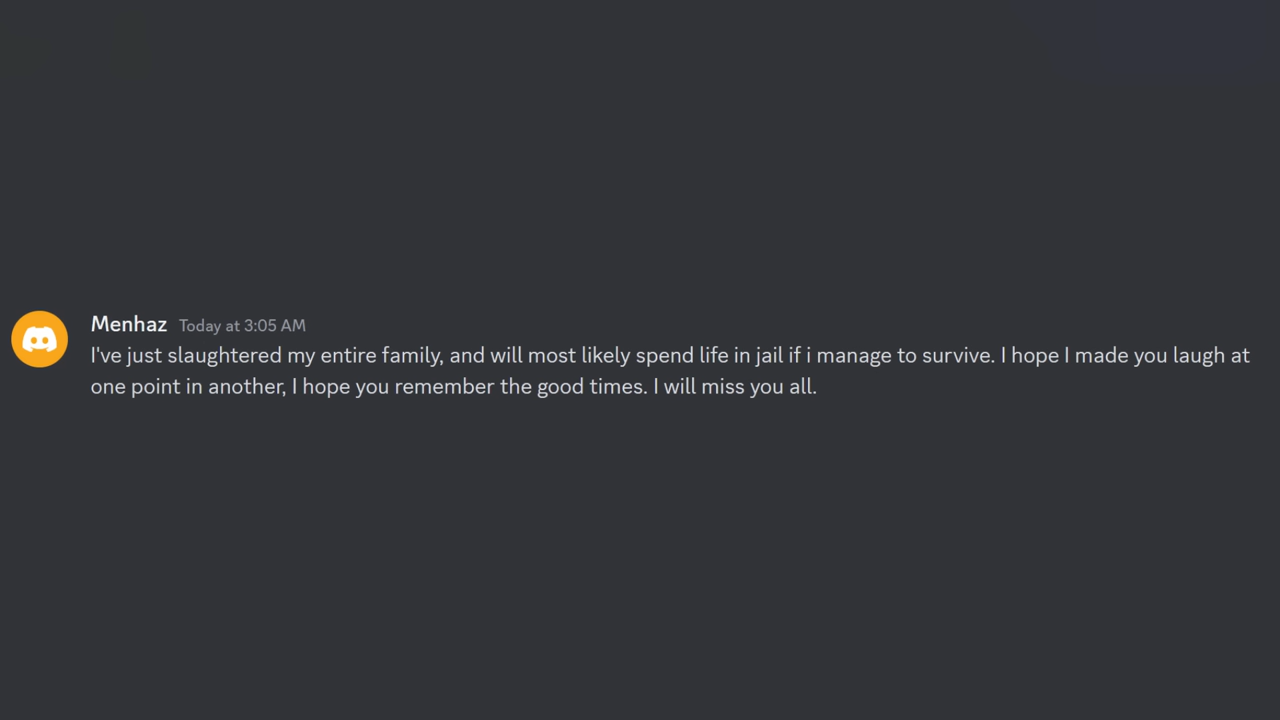 Menhaz Today at 3:05 AM
I've just slaughtered my entire family, and will most likely spend life in jail if i manage to survive. I hope I made you laugh at
one point in another, I hope you remember the good times. I will miss you all.